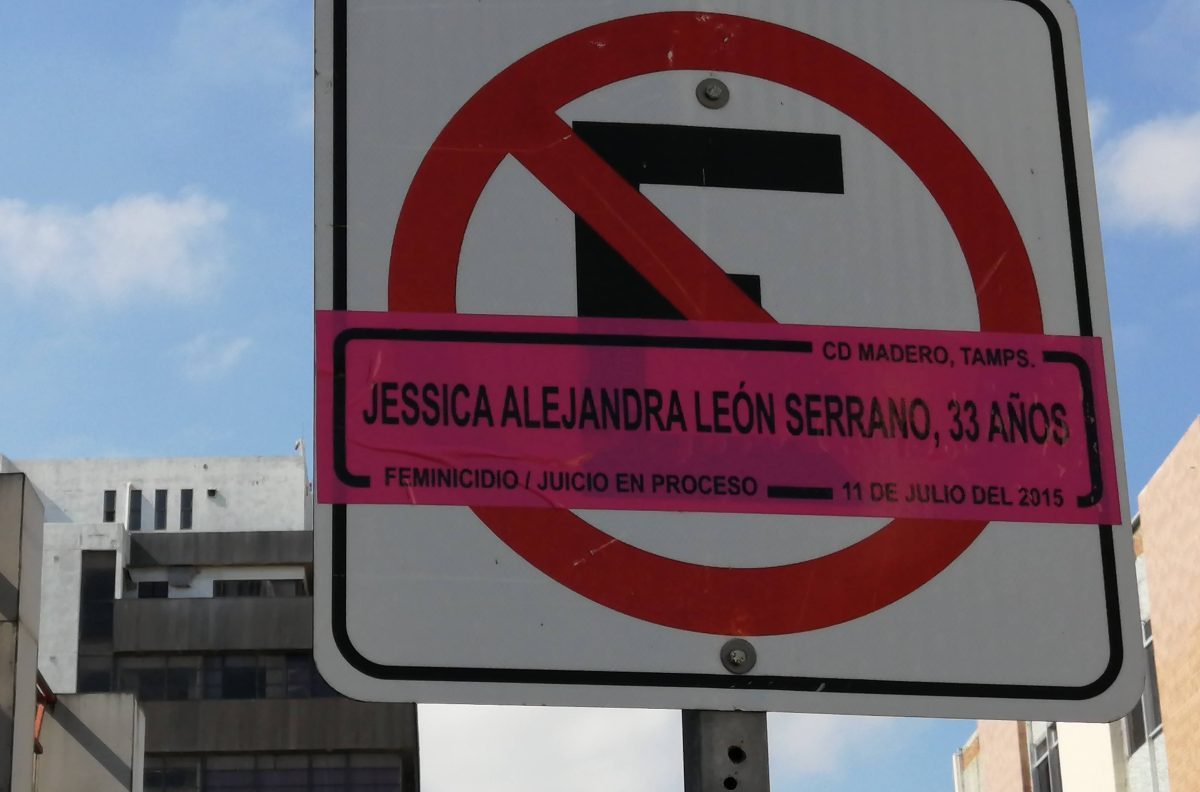 E
CD MADERO, TAMPS.
JESSICA ALEJANDRA LEÓN SERRANO, 33 AÑOS
FEMINICIDIO / JUICIO EN PROCESO 11 DE JULIO DEL 2015